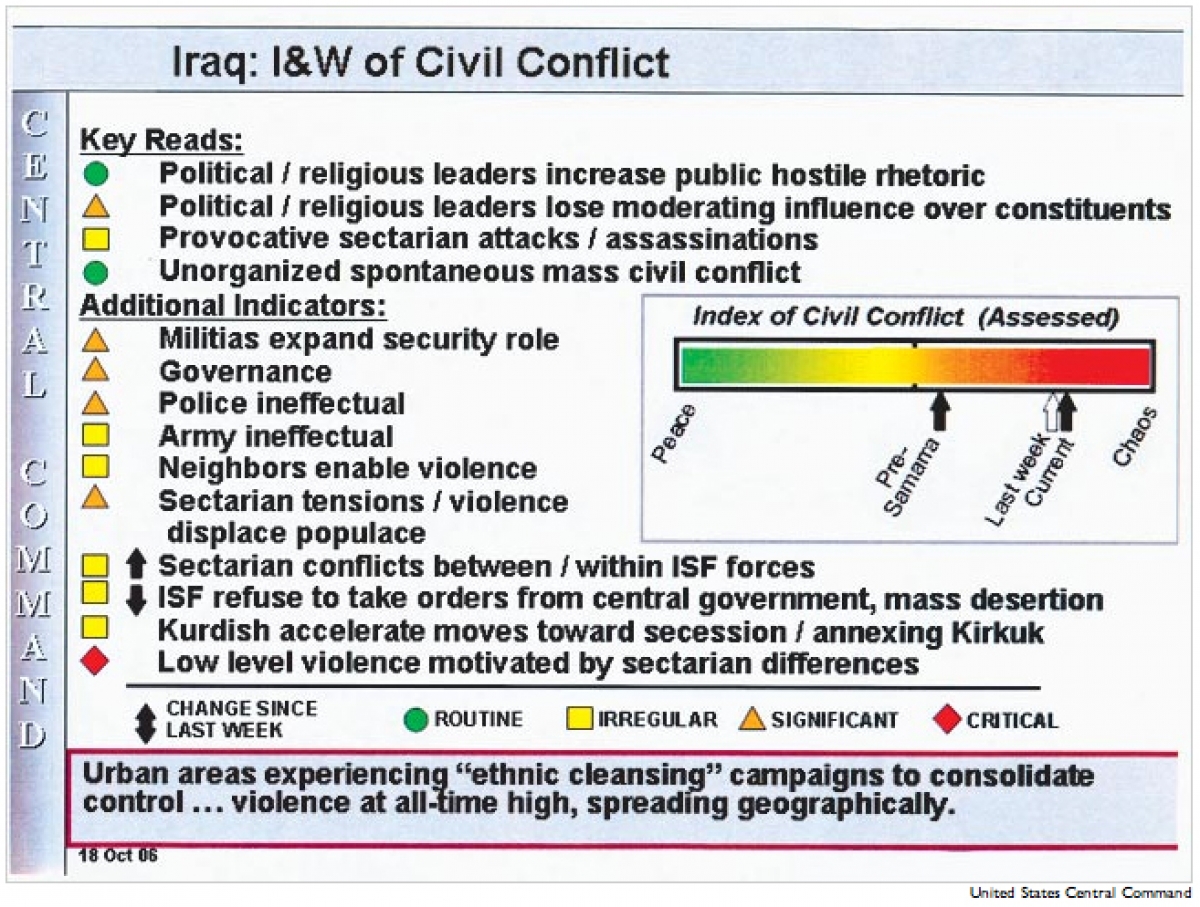 Iraq: I&W of Civil Conflict
CENTRAL COMMAND
Key Reads:
Political / religious leaders increase public hostile rhetoric
Political / religious leaders lose moderating influence over constituents
Provocative sectarian attacks / assassinations
Unorganized spontaneous mass civil conflict
Additional Indicators:
Militias expand security role
Governance
Police ineffectual
Army ineffectual
Neighbors enable violence
Sectarian tensions / violence
displace populace
Sectarian conflicts between / within ISF forces
ISF refuse to take orders from central government, mass desertion
Kurdish accelerate moves toward secession / annexing Kirkuk
Low level violence motivated by sectarian differences
Index of Civil Conflict (Assessed)
Peace
Pre-
Samarra
Last week
Current
Chaos
CHANGE SINCE
LAST WEEK
ROUTINE
IRREGULAR
SIGNIFICANT
CRITICAL
Urban areas experiencing “ethnic cleansing” campaigns to consolidate
control ... violence at all-time high, spreading geographically.
18 Oct 06
United States Central Command